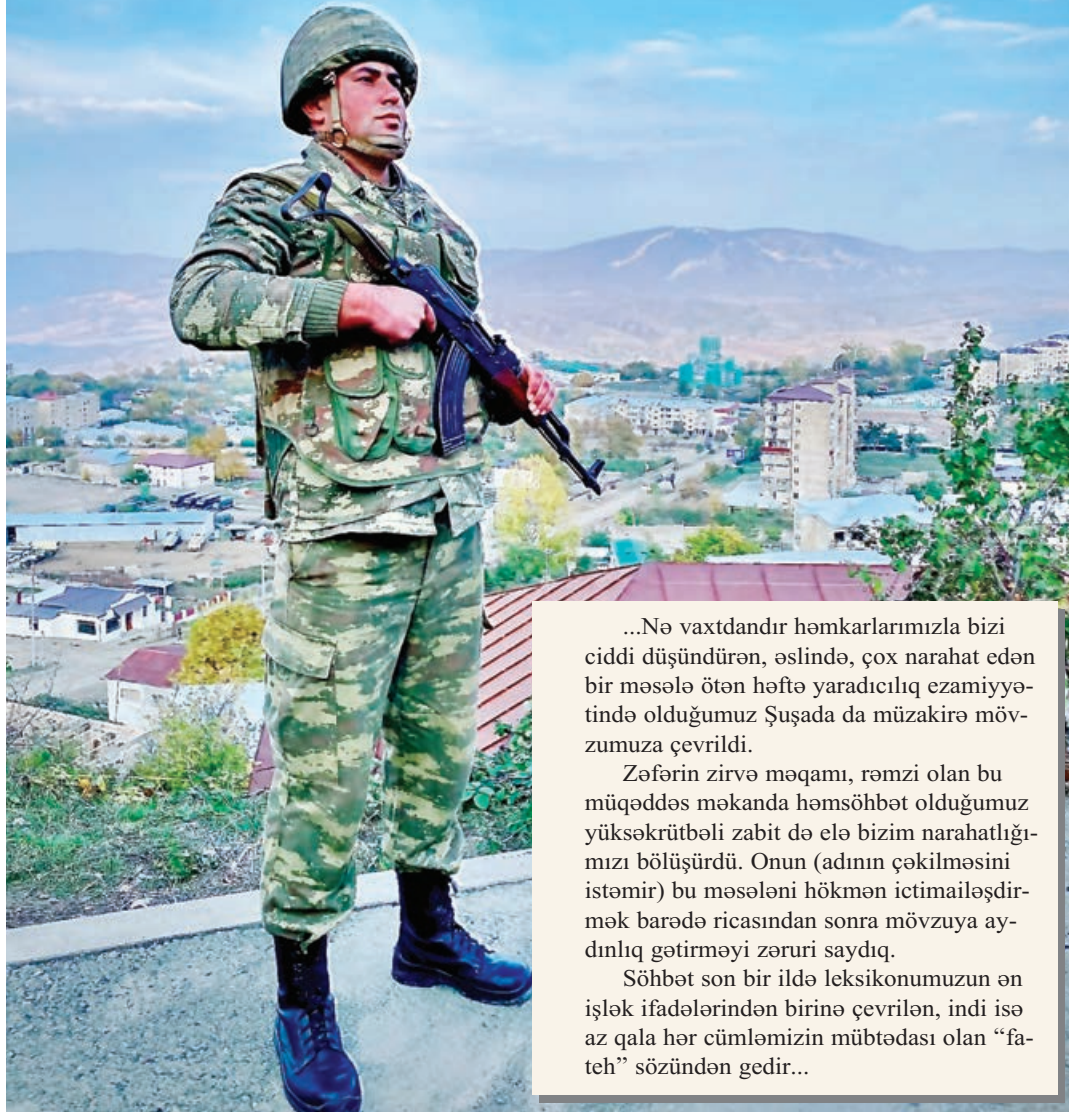 ...Nə vaxtdandır həmkarlarımızla bizi
ciddi düşündürən, əslində, çox narahat edən
bir məsələ ötən həftə yaradıcılıq ezamiyyə-
tində olduğumuz Şuşada da müzakirə möv-
zumuza çevrildi.
Zəfərin zirvə məqamı, rəmzi olan bu
müqəddəs məkanda həmsöhbət olduğumuz
yüksəkrütbəli zabit də elə bizim narahatlığı-
mızı bölüşürdü. Onun (adının çəkilməsini
istəmir) bu məsələni hökmən ictimailəşdir-
mək barədə ricasından sonra mövzuya ay-
dınlıq gətirməyi zəruri saydıq.
Söhbət son bir ildə leksikonumuzun ən
işlək ifadələrindən birinə çevrilən, indi isə
az qala hər cümləmizin mübtədası olan “fa-
teh” sözündən gedir...